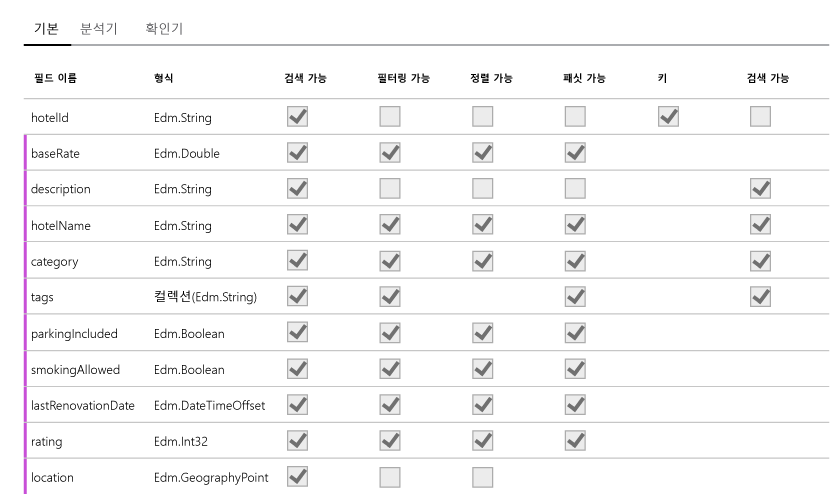 기본 분석기 확인기
필드 이름 형식 검색 가능 필터링 가능 정렬 가능 패싯 가능 키 검색 가능
hotelId Edm.String
baseRate Edm.Double
description Edm.String
hotelName Edm.String
category Edm.String
tags 컬렉션(Edm.String)
parkingIncluded Edm.Boolean
smokingAllowed Edm.Boolean
lastRenovationDate Edm.DateTimeOffset
rating Edm.Int32
location Edm.GeographyPoint